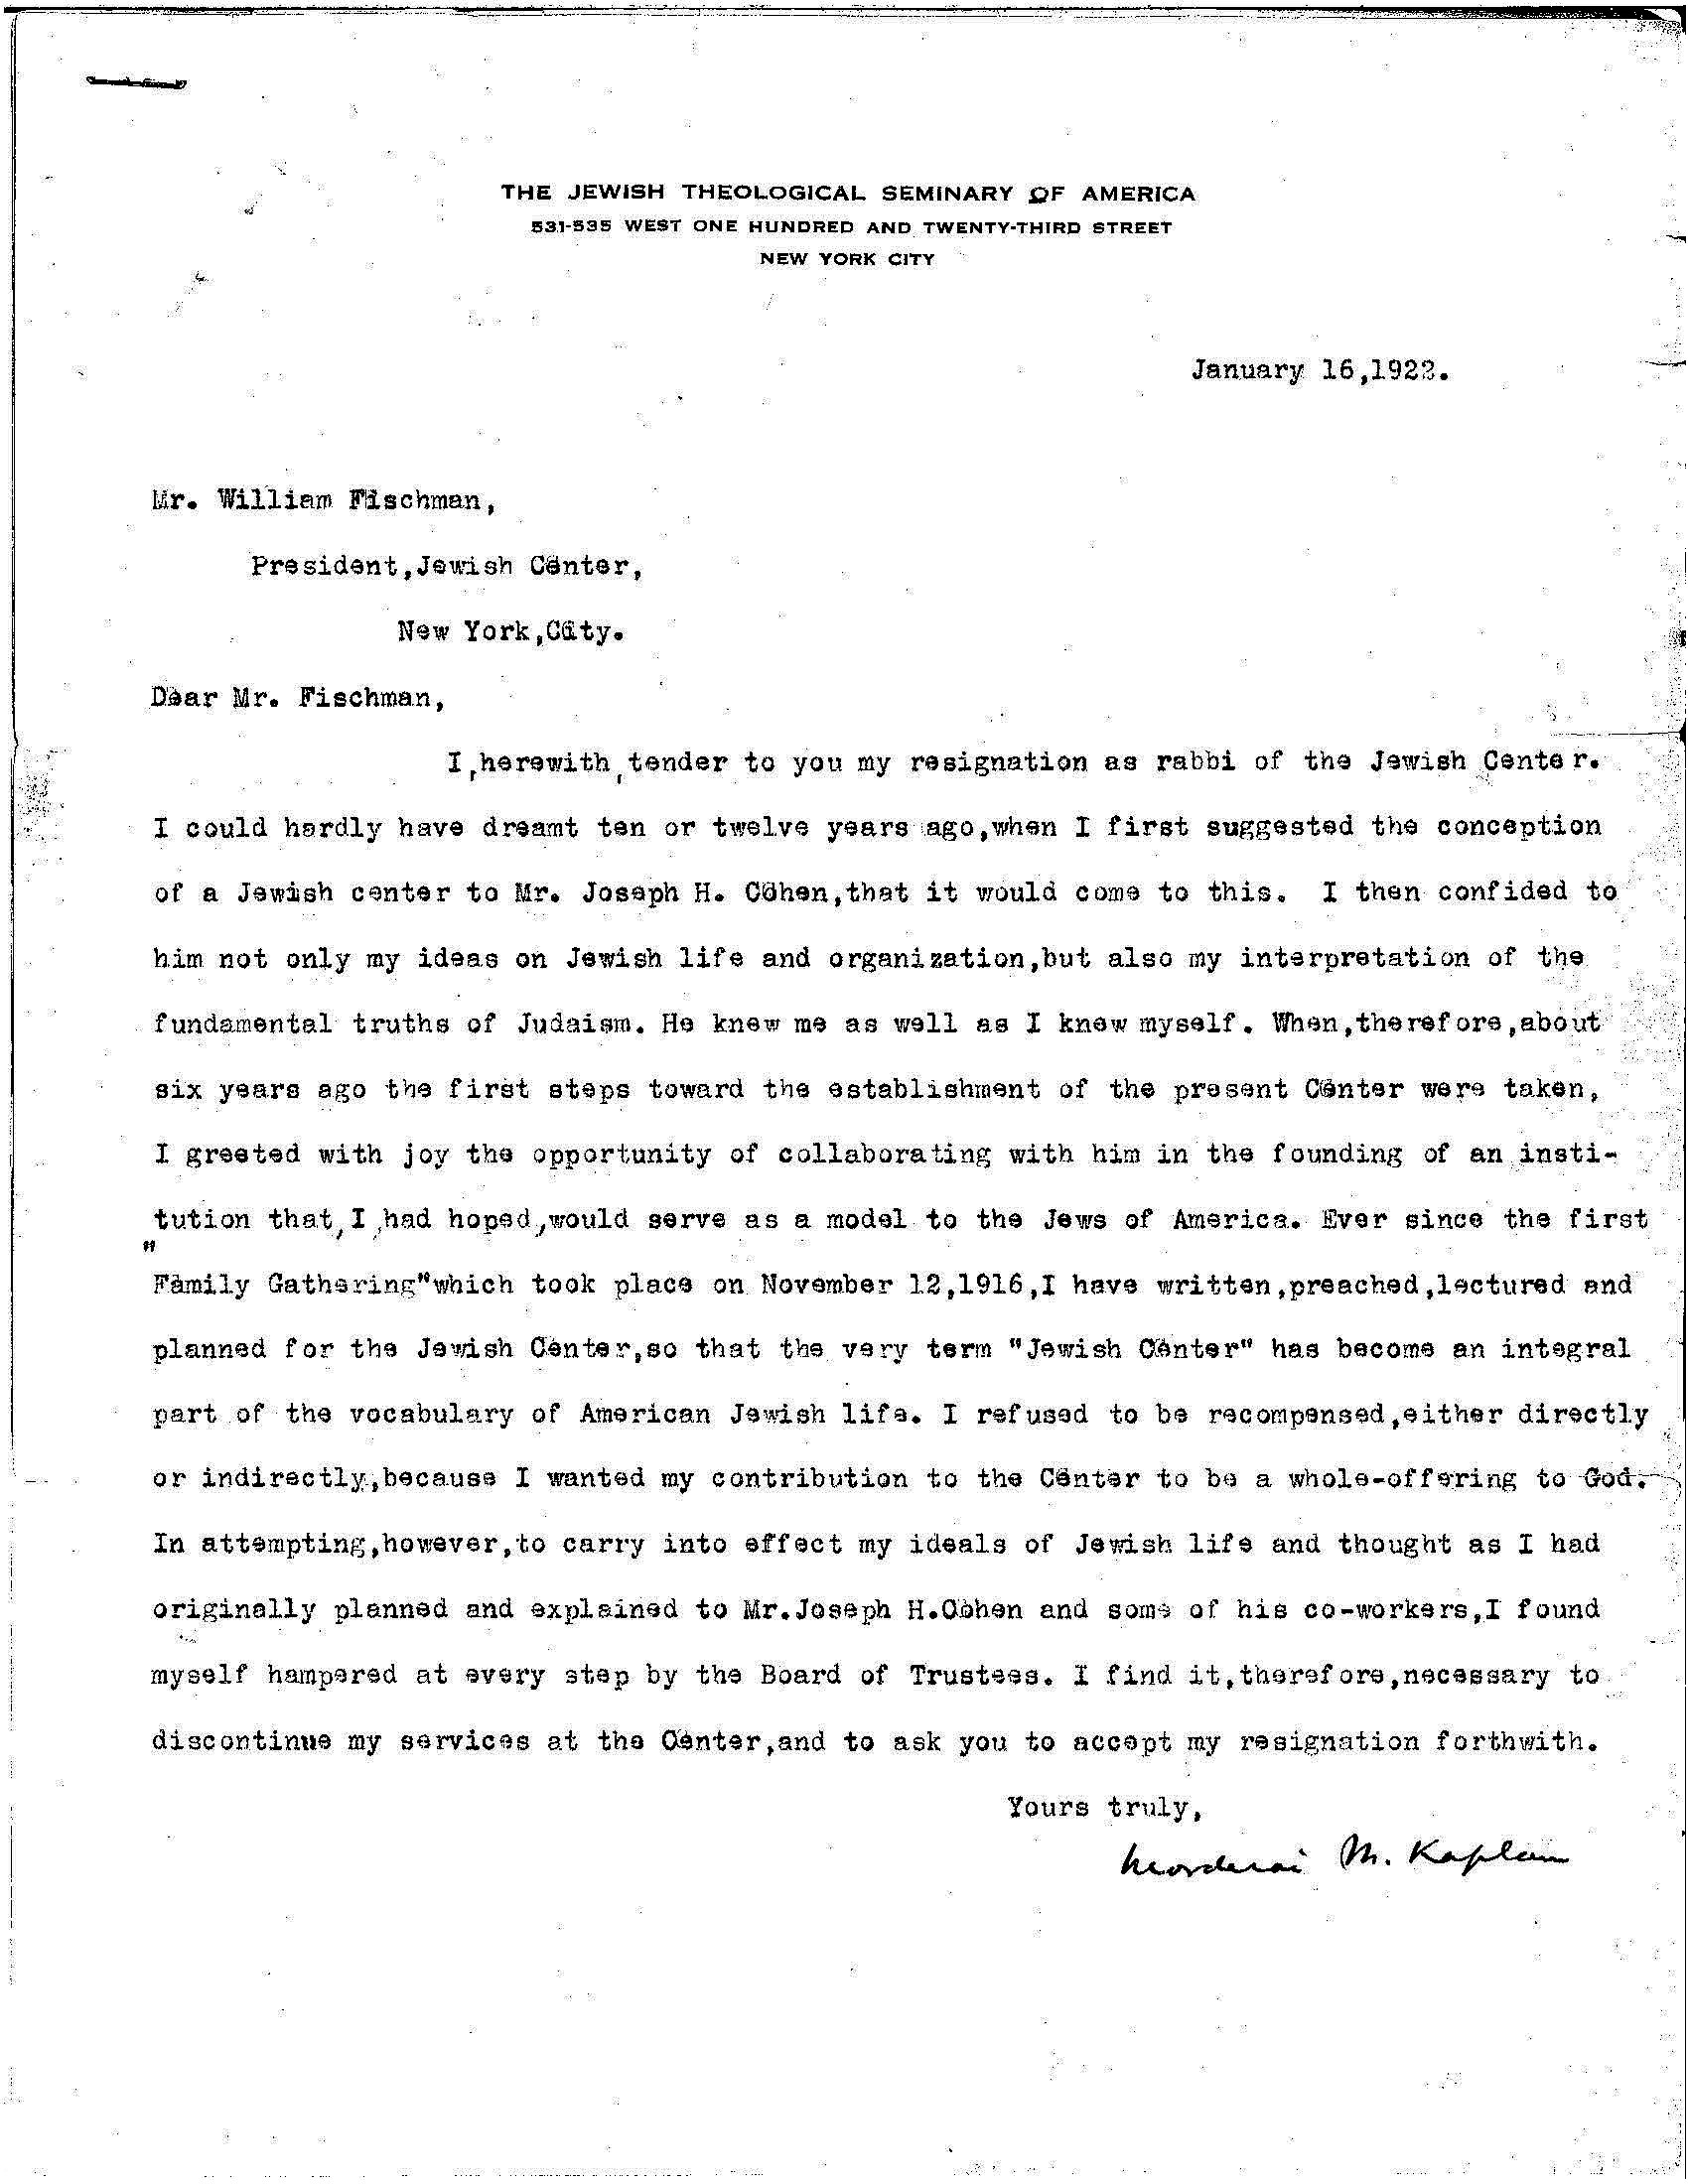 THE JEWISH THEOLOGICAL SEMINARY OF AMERICA
531-535 WEST ONE HUNDRED AND TWENTY-THIRD STREET
NEW YORK CITY
January 16,1922.
Mr. William Fischman,
President,Jewish Center,
New York,City.
Dear Mr. Fischman,
I,herewith,tender to you my resignation as rabbi of the Jewish Center.
I could hardly have dreamt ten or twelve years ago,when I first suggested the conception
of a Jewish center to Mr. Joseph H. Cohen,that it would come to this. I then confided to
him not only my ideas on Jewish life and organization,but also my interpretation of the
fundamental truths of Judaism. He knew me as well as I knew myself. When,therefore,about
six years ago the first steps toward the establishment of the present Center were taken,
I greeted with joy the opportunity of collaborating with him in the founding of an insti-
tution that,I,had hoped,would serve as a model to the Jews of America. Ever since the first
"Family Gathering"which took place on November 12,1916,I have written,preached,lectured and
planned for the Jewish Center,so that the very term "Jewish Center" has become an integral
part of the vocabulary of American Jewish life. I refused to be recompensed,either directly
or indirectly,because I wanted my contribution to the Center to be a whole-offering to God.
In attempting,however,to carry into effect my ideals of Jewish life and thought as I had
originally planned and explained to Mr.Joseph H.Cohen and some of his co-workers,I found
myself hampered at every step by the Board of Trustees. I find it,therefore,necessary to
discontinue my services at the Center,and to ask you to accept my resignation forthwith.
Yours truly,
Mordecai M. Kaplan